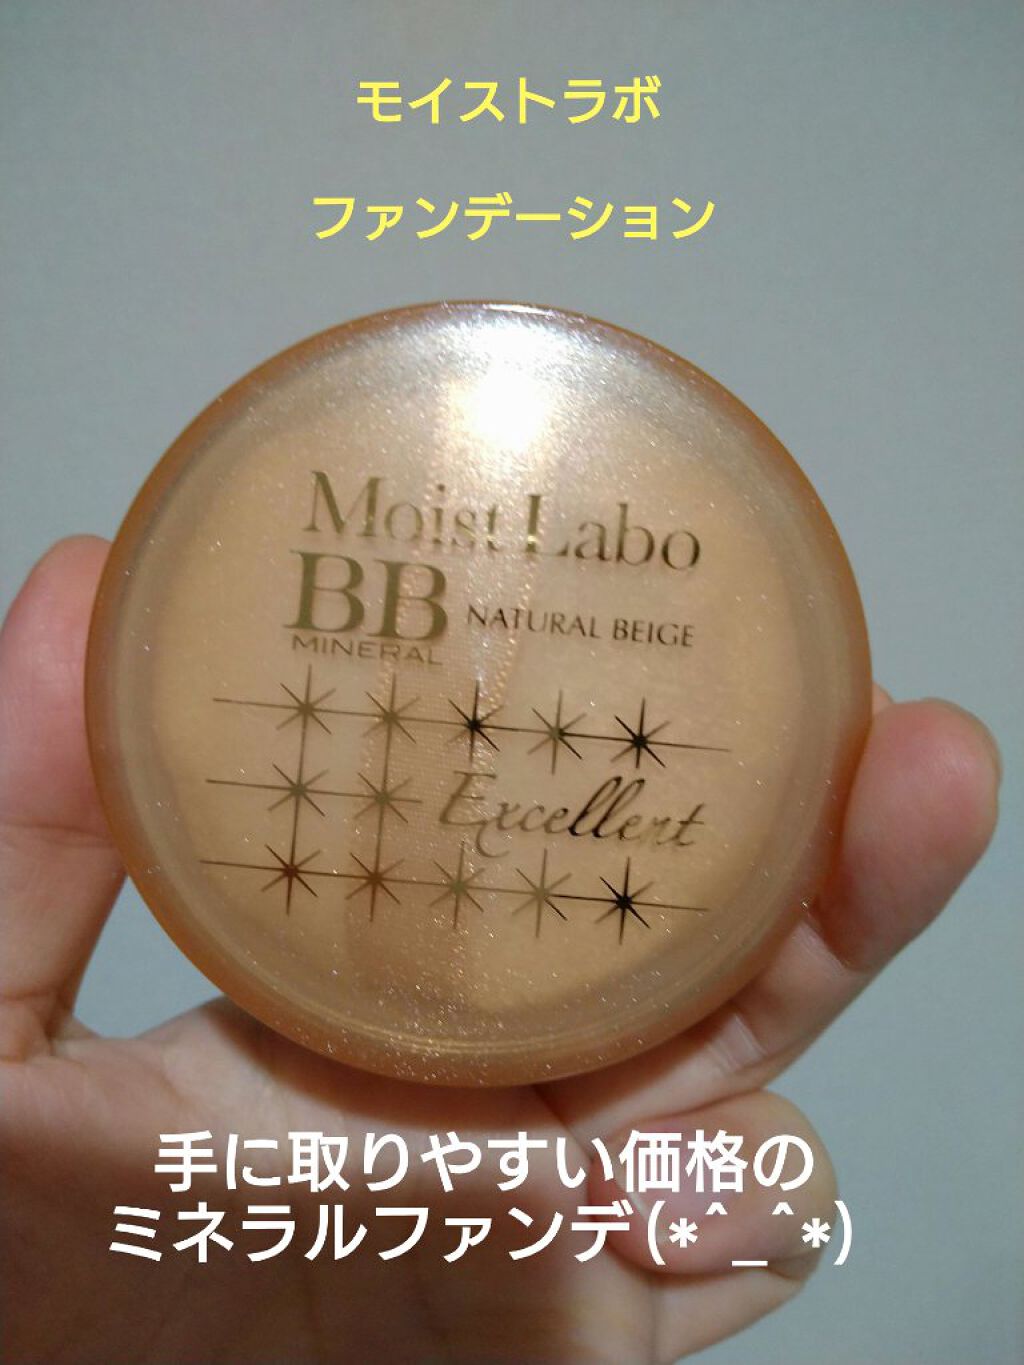 モイストラボ
ファンデーション
Moist Labo
BB NATURAL BEIGE
MINERAL
Excellent
手に取りやすい価格の
ミネラルファンデ(*^_^*)